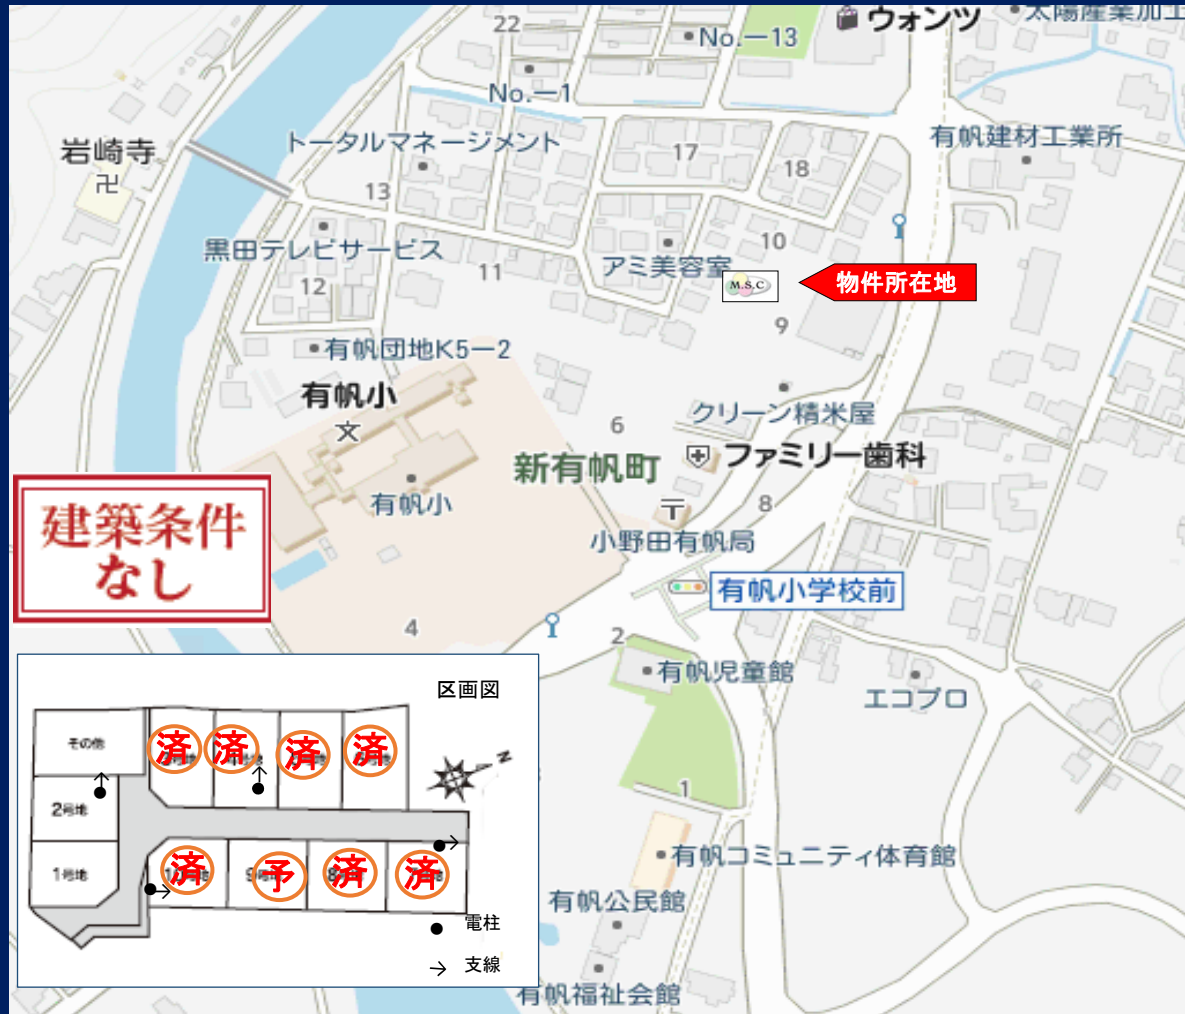 22
No.ー13
ウォンツ
太陽産業加工
No.ー1
トータルマネージメント
有帆建材工業所
岩崎寺
卍
17
18
13
黒田テレビサービス
10
アミ美容室
11
12
M.S.C
物件所在地
9
有帆団地K5ー2
有帆小
文
クリーン精米屋
6
新有帆町
ファミリー歯科
有帆小
8
〒
小野田有帆局
建築条件
なし
有帆小学校前
4
2
有帆児童館
エコプロ
区画図
その他
済
済
済
済
N
2号地
1号地
済
予
済
済
電柱
支線
1
有帆コミュニティ体育館
有帆公民館
有帆福祉会館